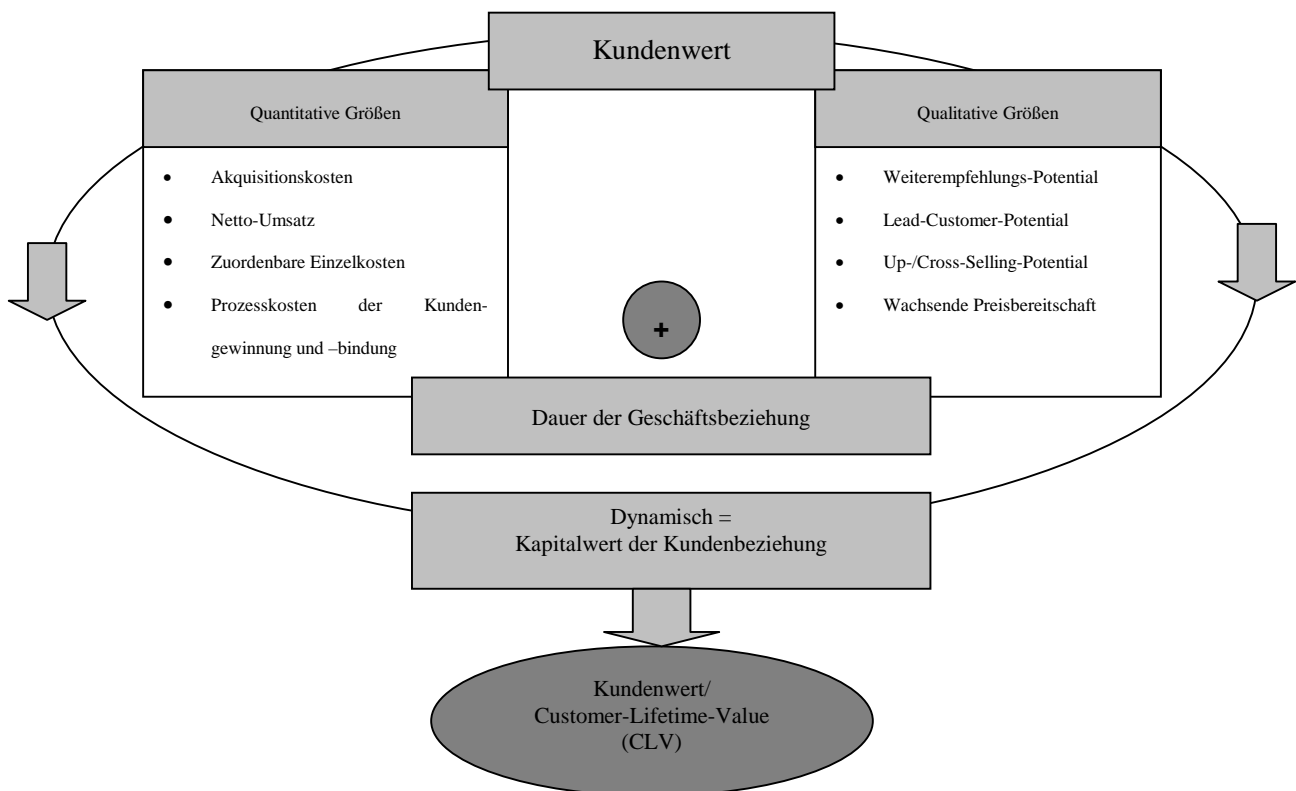 Kundenwert
Quantitative Größen
• Akquisitionskosten
• Netto-Umsatz
• Zuordenbare Einzelkosten
• Prozesskosten der Kunden-
gewinnung und –bindung
Qualitative Größen
• Weiterempfehlungs-Potential
• Lead-Customer-Potential
• Up-/Cross-Selling-Potential
• Wachsende Preisbereitschaft
+
Dauer der Geschäftsbeziehung
Dynamisch =
Kapitalwert der Kundenbeziehung
Kundenwert/
Customer-Lifetime-Value
(CLV)